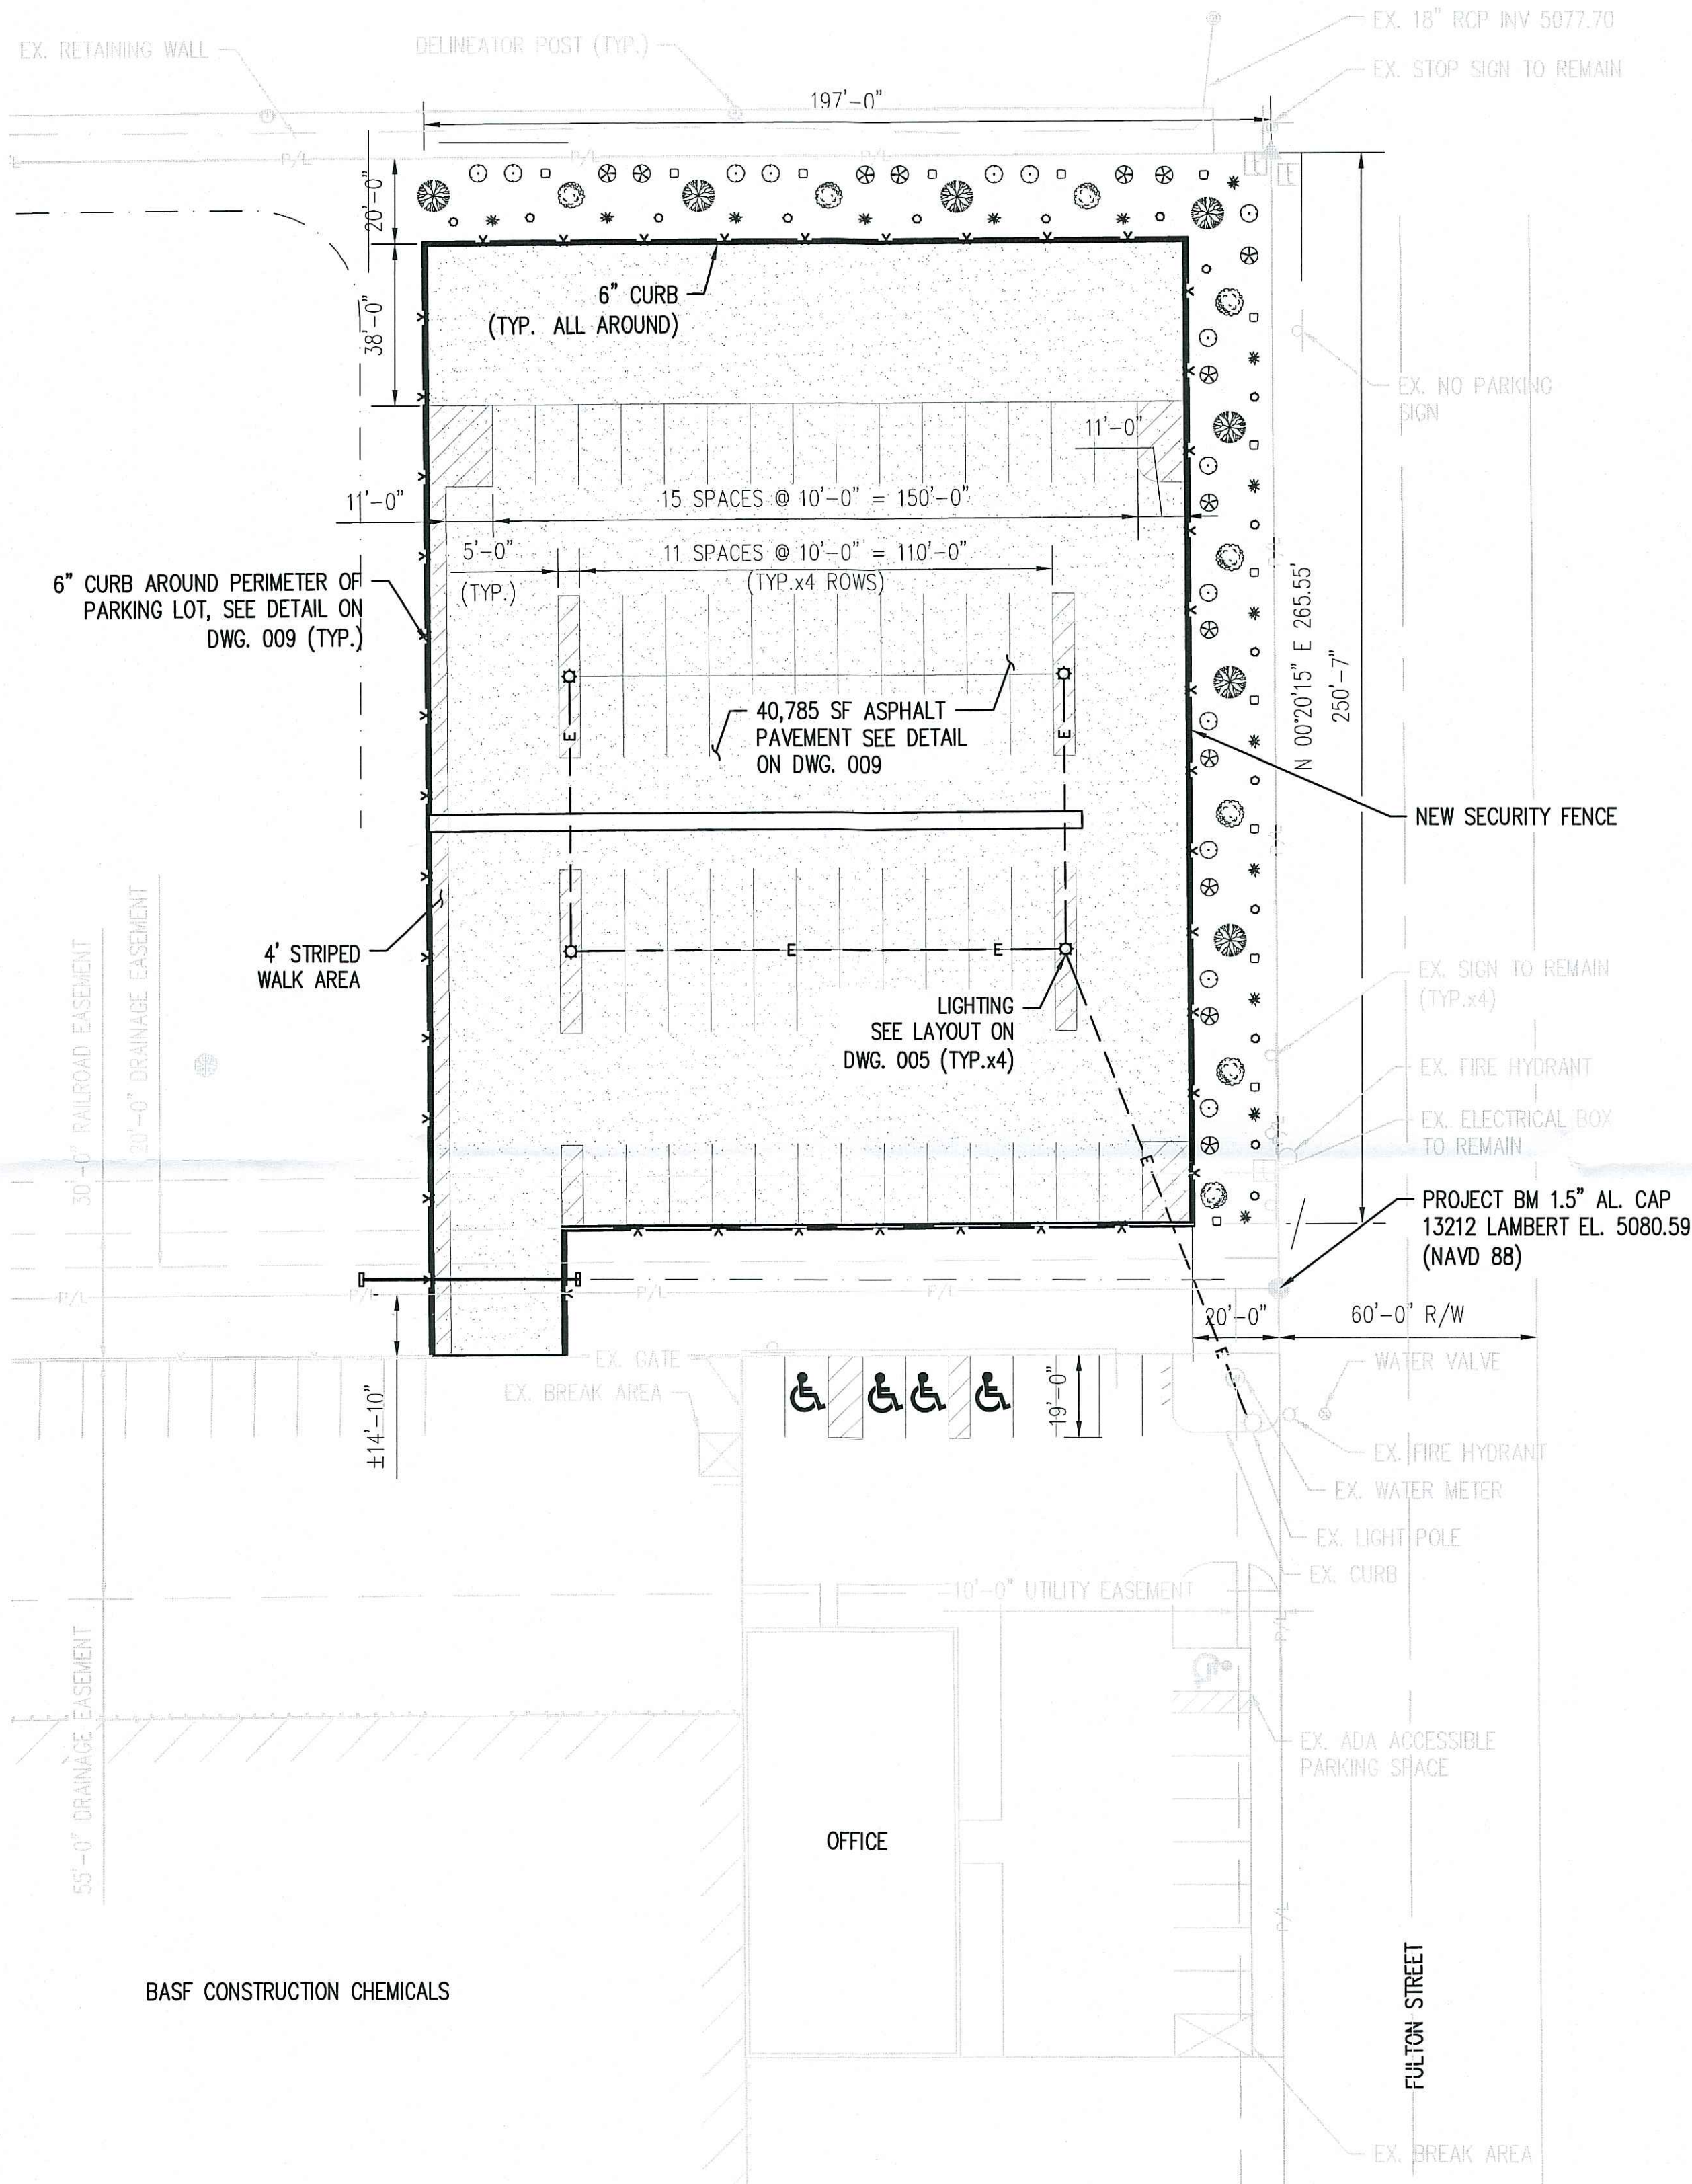 EX. RETAINING WALL
DELINEATOR POST (TYP.)
EX. 18" RCP INV 5077.70
EX. STOP SIGN TO REMAIN
197'-0"
P/L
P/L
P/L
20'-0"
38'-0"
6" CURB
(TYP. ALL AROUND)
EX. NO PARKING
SIGN
11'-0"
11'-0"
15 SPACES @ 10'-0" = 150'-0"
5'-0"
(TYP.)
11 SPACES @ 10'-0" = 110'-0"
(TYP.x4 ROWS)
6" CURB AROUND PERIMETER OF
PARKING LOT, SEE DETAIL ON
DWG. 009 (TYP.)
N 00°20'15" E 265.55'
250'-7"
40,785 SF ASPHALT
PAVEMENT SEE DETAIL
ON DWG. 009
E
E
NEW SECURITY FENCE
4' STRIPED
WALK AREA
30'-0" RAILROAD EASEMENT
20'-0" DRAINAGE EASEMENT
E
E
LIGHTING
SEE LAYOUT ON
DWG. 005 (TYP.x4)
EX. SIGN TO REMAIN
(TYP.x4)
EX. FIRE HYDRANT
EX. ELECTRICAL BOX
TO REMAIN
E
PROJECT BM 1.5" AL. CAP
13212 LAMBERT EL. 5080.59
(NAVD 88)
P/L
P/L
P/L
P/L
20'-0"
60'-0' R/W
E
±14'-10"
EX. GATE
EX. BREAK AREA
19'-0"
WATER VALVE
EX. FIRE HYDRANT
EX. WATER METER
EX. LIGHT POLE
EX. CURB
10'-0" UTILITY EASEMENT
P/L
55'-0" DRAINAGE EASEMENT
EX. ADA ACCESSIBLE
PARKING SPACE
OFFICE
P/L
BASF CONSTRUCTION CHEMICALS
FULTON STREET
EX. BREAK AREA